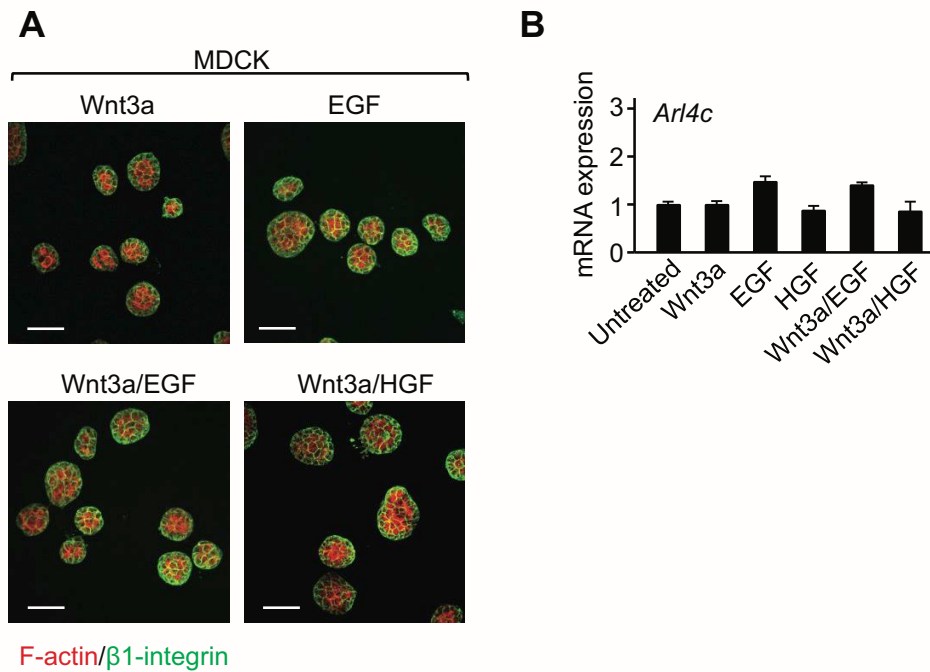 A
MDCK
Wnt3a
EGF
Wnt3a/EGF
Wnt3a/HGF
F-actin/β1-integrin
B
Arl4c
mRNA expression
3
2
1
0
Untreated
Wnt3a
EGF
HGF
Wnt3a/EGF
Wnt3a/HGF